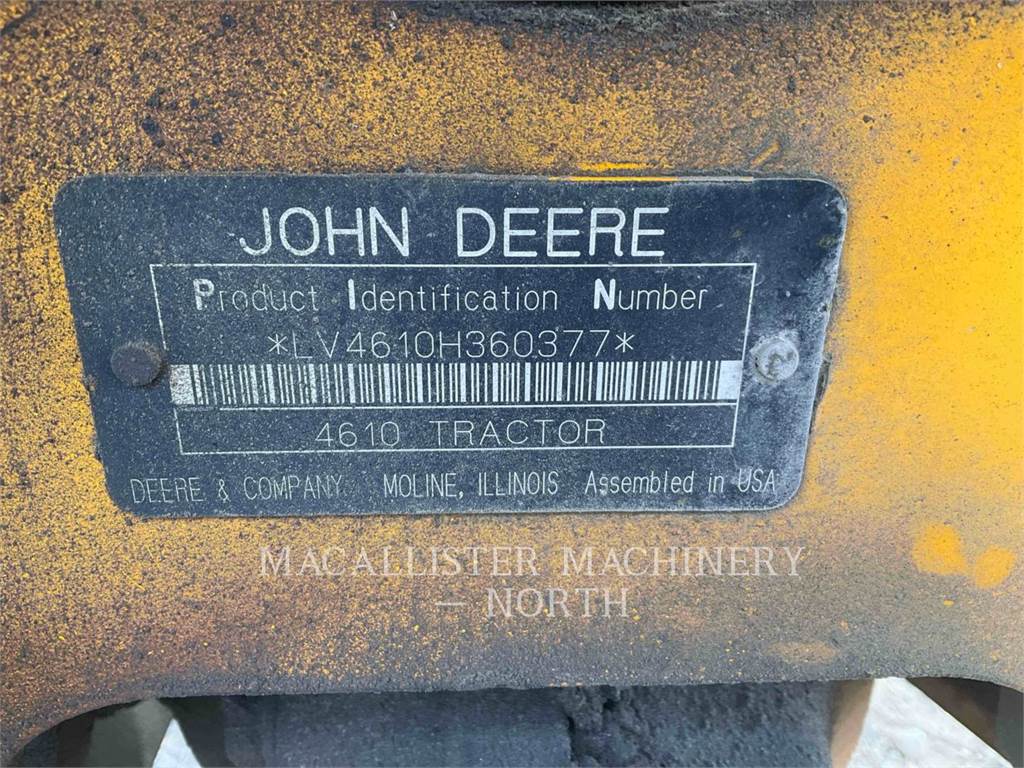 JOHN DEERE
Product Identification Number
*LV4610H360377*
4610 TRACTOR
DEERE & COMPANY MOLINE, ILLINOIS Assembled in USA
MACALLISTER MACHINERY
— NORTH